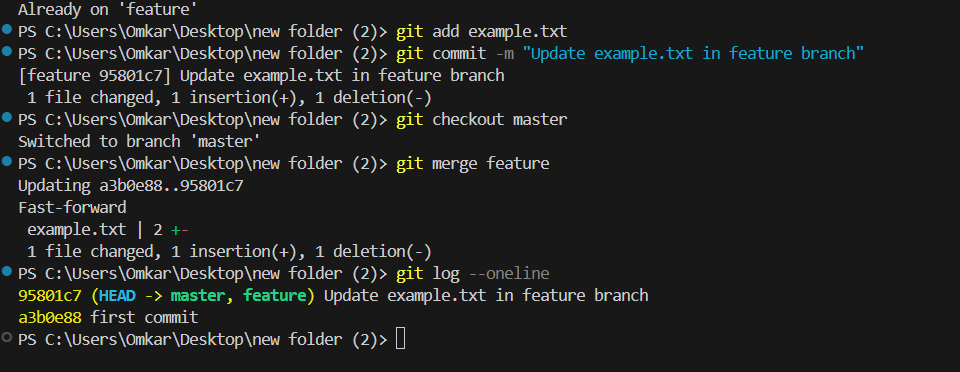 Already on 'feature'
PS C:\Users\Omkar\Desktop\new folder (2)> git add example.txt
PS C:\Users\Omkar\Desktop\new folder (2)> git commit -m "Update example.txt in feature branch"
[feature 95801c7] Update example.txt in feature branch
 1 file changed, 1 insertion(+), 1 deletion(-)
PS C:\Users\Omkar\Desktop\new folder (2)> git checkout master
Switched to branch 'master'
PS C:\Users\Omkar\Desktop\new folder (2)> git merge feature
Updating a3b0e88..95801c7
Fast-forward
 example.txt | 2 +-
 1 file changed, 1 insertion(+), 1 deletion(-)
PS C:\Users\Omkar\Desktop\new folder (2)> git log --oneline
95801c7 (HEAD -> master, feature) Update example.txt in feature branch
a3b0e88 first commit
PS C:\Users\Omkar\Desktop\new folder (2)>